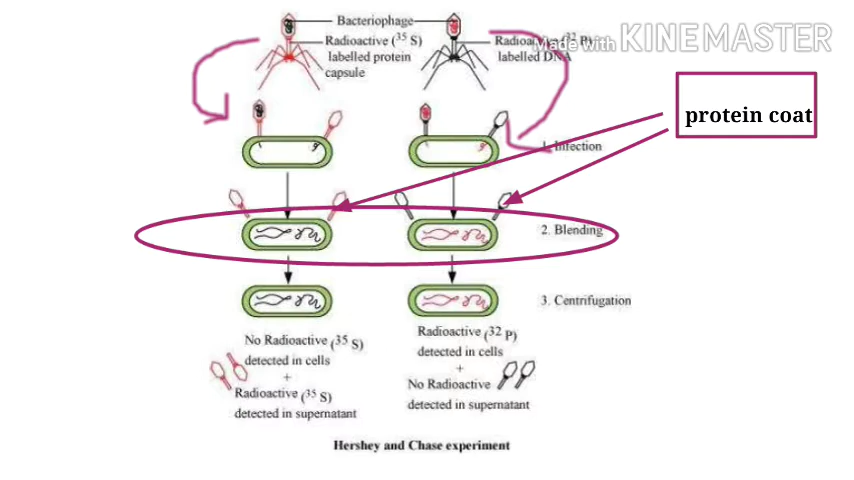 Bacteriophage
Radioactive (³⁵ S)
labelled protein
capsule
Radioactive (³² P)
labelled DNA
Made with KINEMASTER
protein coat
1. Infection
2. Blending
3. Centrifugation
No Radioactive (³⁵ S)
detected in cells
+
Radioactive (³⁵ S)
detected in supernatant
Radioactive (³² P)
detected in cells
+
No Radioactive
detected in supernatant
Hershey and Chase experiment